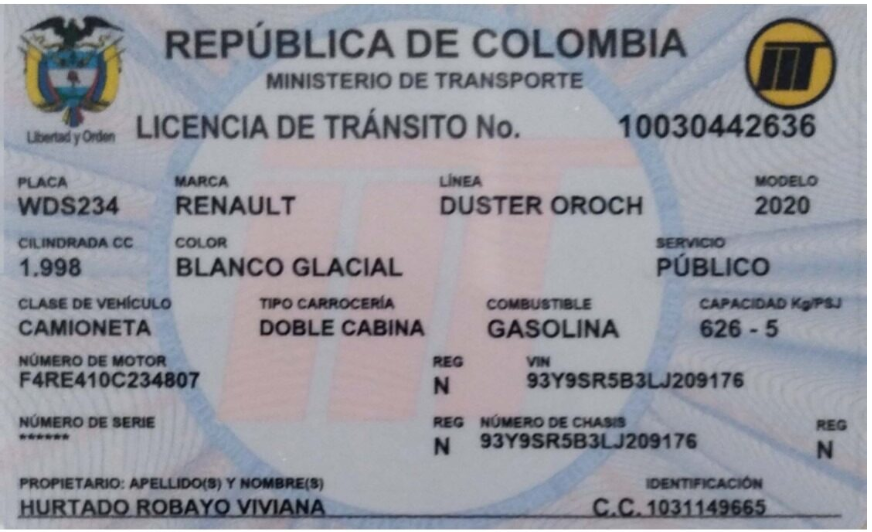 REPÚBLICA DE COLOMBIA
MINISTERIO DE TRANSPORTE
Libertad y Orden
LICENCIA DE TRÁNSITO No. 10030442636
PLACA MARCA LÍNEA MODELO
WDS234 RENAULT DUSTER OROCH 2020
CILINDRADA CC COLOR SERVICIO
1.998 BLANCO GLACIAL PÚBLICO
CLASE DE VEHÍCULO TIPO CARROCERÍA COMBUSTIBLE CAPACIDAD Kg/PSJ
CAMIONETA DOBLE CABINA GASOLINA 626 - 5
NÚMERO DE MOTOR REG VIN
F4RE410C234807 N 93Y9SR5B3LJ209176
NÚMERO DE SERIE REG NÚMERO DE CHASIS REG
****** N 93Y9SR5B3LJ209176 N
PROPIETARIO: APELLIDO(S) Y NOMBRE(S) IDENTIFICACIÓN
HURTADO ROBAYO VIVIANA C.C. 1031149665